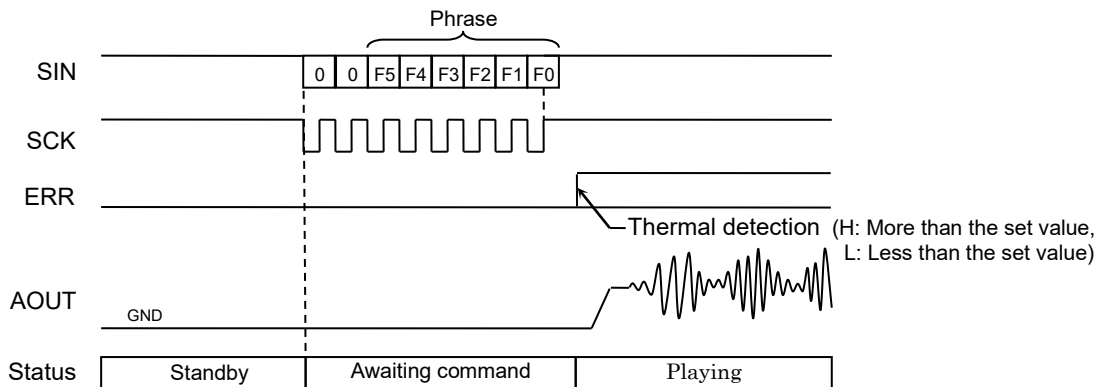 Phrase
SIN
0 0 F5 F4 F3 F2 F1 F0
SCK
ERR
Thermal detection (H: More than the set value,
L: Less than the set value)
AOUT
GND
Status Standby Awaiting command Playing